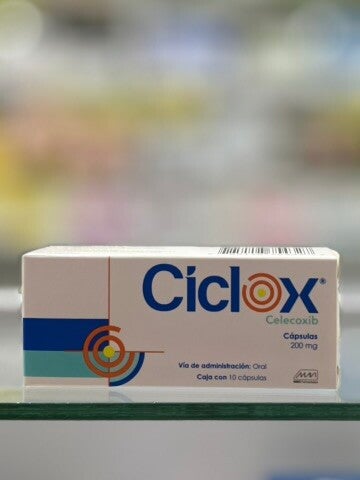 Ciclox®
Celecoxib
Cápsulas
200 mg
Vía de administración: Oral
Caja con 10 cápsulas